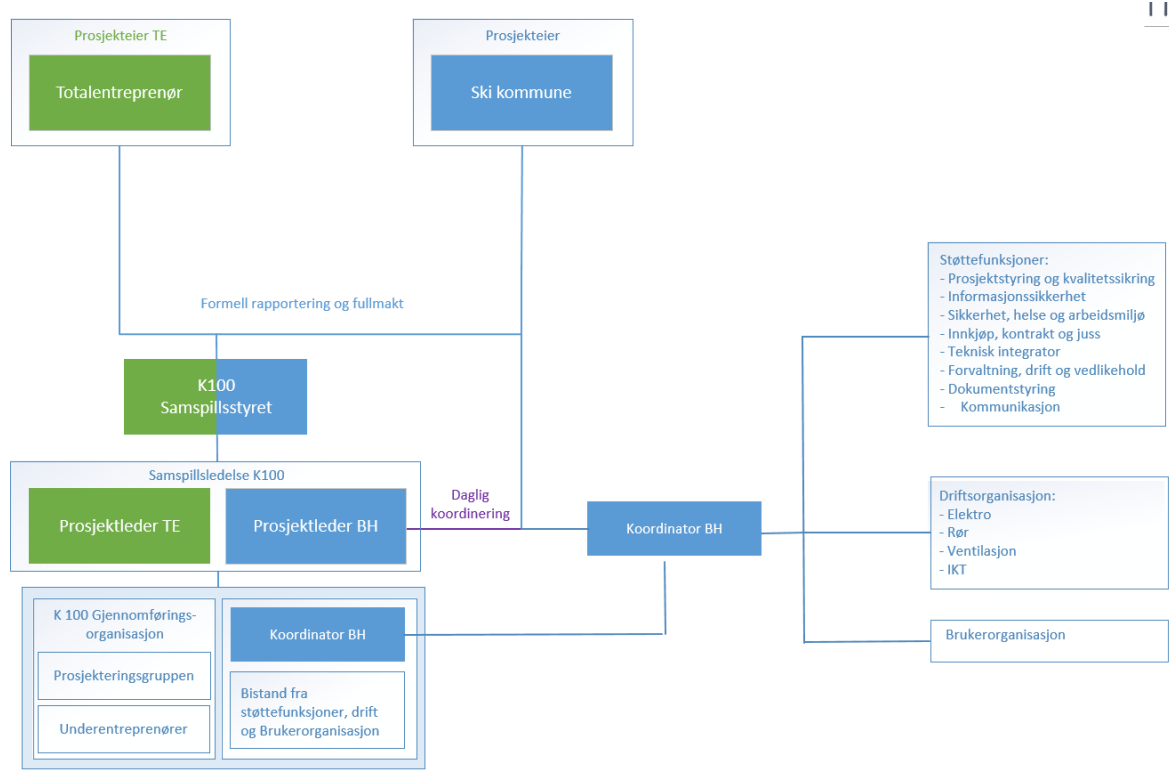 Prosjekteier TE
Totalentreprenør
Prosjekteier
Ski kommune
Formell rapportering og fullmakt
K100
Samspillsstyret
Samspillsledelse K100
Prosjektleder TE
Prosjektleder BH
Daglig
koordinering
Koordinator BH
K 100 Gjennomførings-
organisasjon
Prosjekteringsgruppen
Underentreprenører
Koordinator BH
Bistand fra
støttefunksjoner, drift
og Brukerorganisasjon
Støttefunksjoner:
- Prosjektstyring og kvalitetssikring
- Informasjonssikkerhet
- Sikkerhet, helse og arbeidsmiljø
- Innkjøp, kontrakt og juss
- Teknisk integrator
- Forvaltning, drift og vedlikehold
- Dokumentstyring
- Kommunikasjon
Driftsorganisasjon:
- Elektro
- Rør
- Ventilasjon
- IKT
Brukerorganisasjon